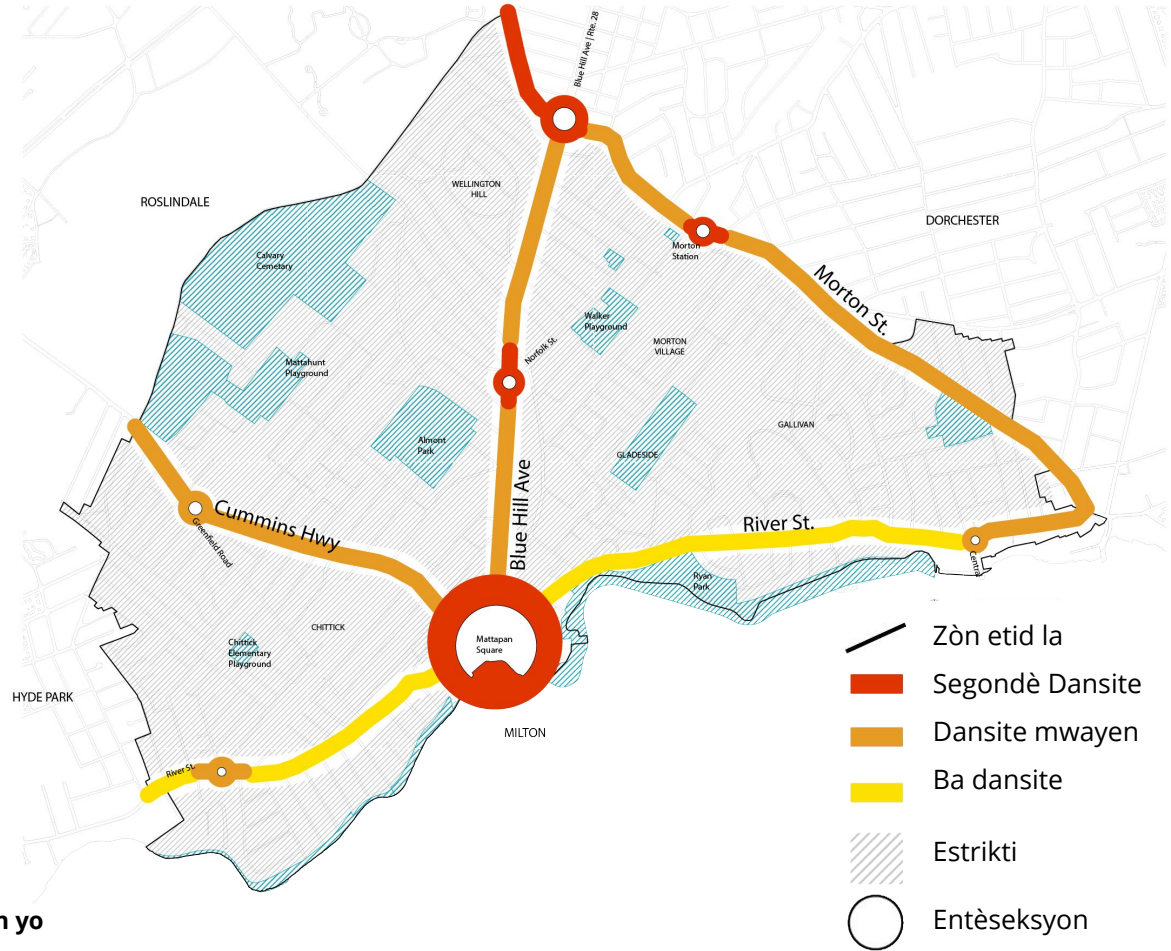 Blue Hill Ave | Rte. 28
WELLINGTON
HILL
ROSLINDALE
DORCHESTER
Calvary
Cemetary
Morton
Station
Morton St.
Walker
Playground
Norfolk St.
MORTON
VILLAGE
Mattahunt
Playground
Almont
Park
GALLIVAN
GLADESIDE
Blue Hill Ave
Cummins Hwy
Greenfield Road
River St.
Central
Ryan
Park
CHITTICK
Chittick
Elementary
Playground
Mattapan
Square
HYDE PARK
MILTON
River St.
Zòn etid la
Segondè Dansite
Dansite mwayen
Ba dansite
Estrikti
Entèseksyon
yo